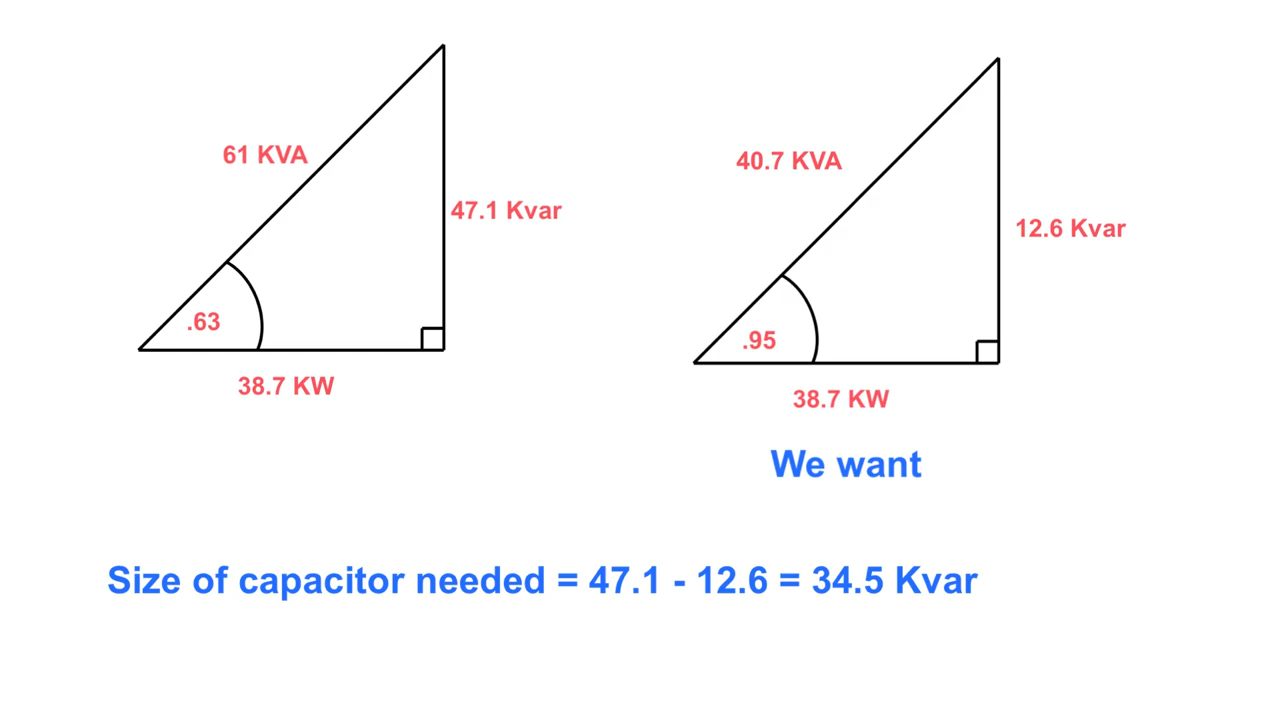 61 KVA
47.1 Kvar
.63
38.7 KW
40.7 KVA
12.6 Kvar
.95
38.7 KW
We want
Size of capacitor needed = 47.1 - 12.6 = 34.5 Kvar